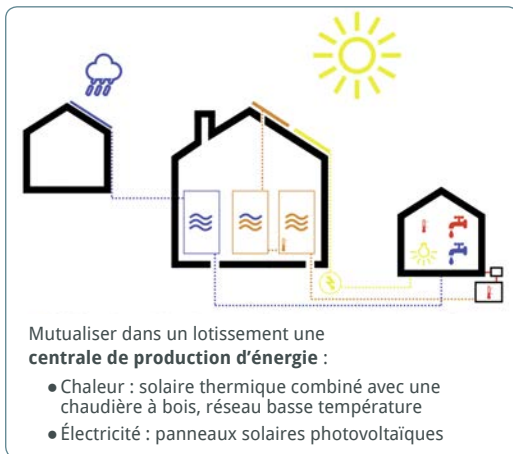 Mutualiser dans un lotissement une
centrale de production d’énergie :
● Chaleur : solaire thermique combiné avec une
chaudière à bois, réseau basse température
● Électricité : panneaux solaires photovoltaïques